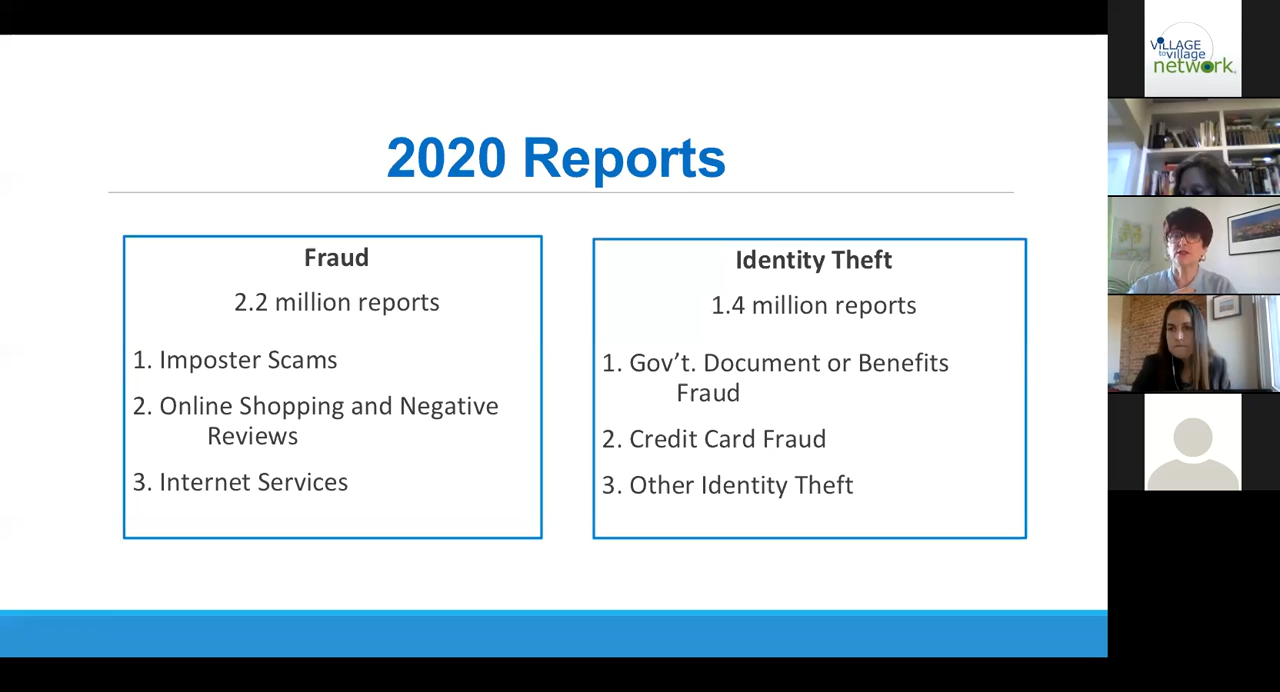 2020 Reports
Fraud
2.2 million reports
1. Imposter Scams
2. Online Shopping and Negative
Reviews
3. Internet Services
Identity Theft
1.4 million reports
1. Gov’t. Document or Benefits
Fraud
2. Credit Card Fraud
3. Other Identity Theft
ViLLAGE
to village
network